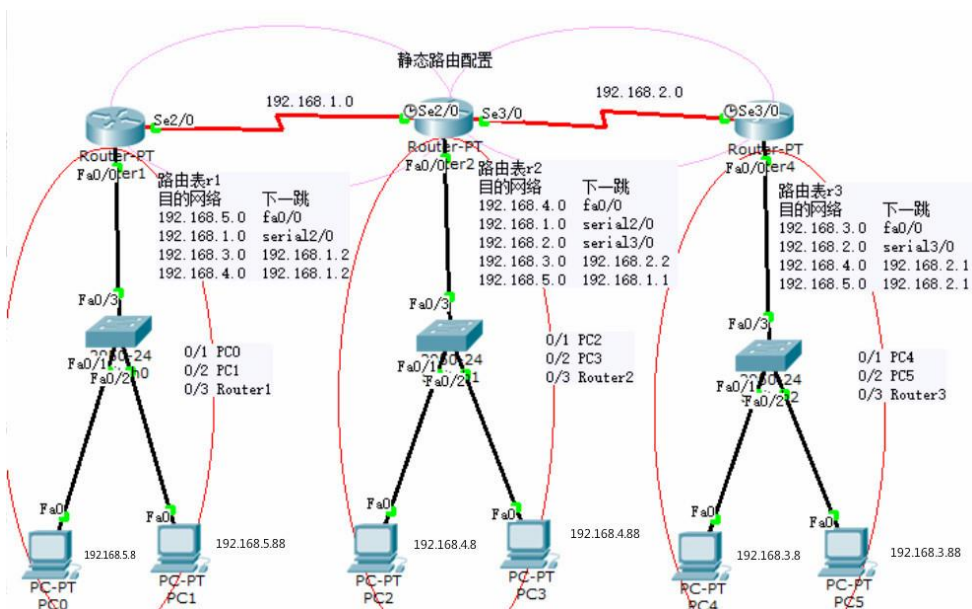 静态路由配置
192.168.1.0
192.168.2.0
Se2/0
Se2/0
Se3/0
Se3/0
Router-PT
Router-PT
Router-PT
Fa0/0
Fa0/0
Fa0/0
路由表r1
目的网络 下一跳
192.168.5.0 fa0/0
192.168.1.0 serial2/0
192.168.3.0 192.168.1.2
192.168.4.0 192.168.1.2
路由表r2
目的网络 下一跳
192.168.4.0 fa0/0
192.168.1.0 serial2/0
192.168.2.0 serial3/0
192.168.3.0 192.168.2.2
192.168.5.0 192.168.1.1
路由表r3
目的网络 下一跳
192.168.3.0 fa0/0
192.168.2.0 serial3/0
192.168.4.0 192.168.2.1
192.168.5.0 192.168.2.1
Fa0/3
Fa0/1
Fa0/2
0/1 PC0
0/2 PC1
0/3 Router1
Fa0/3
Fa0/1
Fa0/2
0/1 PC2
0/2 PC3
0/3 Router2
Fa0/3
Fa0/1
Fa0/2
0/1 PC4
0/2 PC5
0/3 Router3
Fa0
Fa0
Fa0
Fa0
Fa0
Fa0
192.168.5.8
192.168.5.88
192.168.4.8
192.168.4.88
192.168.3.8
192.168.3.88
PC-PT
PC0
PC-PT
PC1
PC-PT
PC2
PC-PT
PC3
PC-PT
PC4
PC-PT
PC5